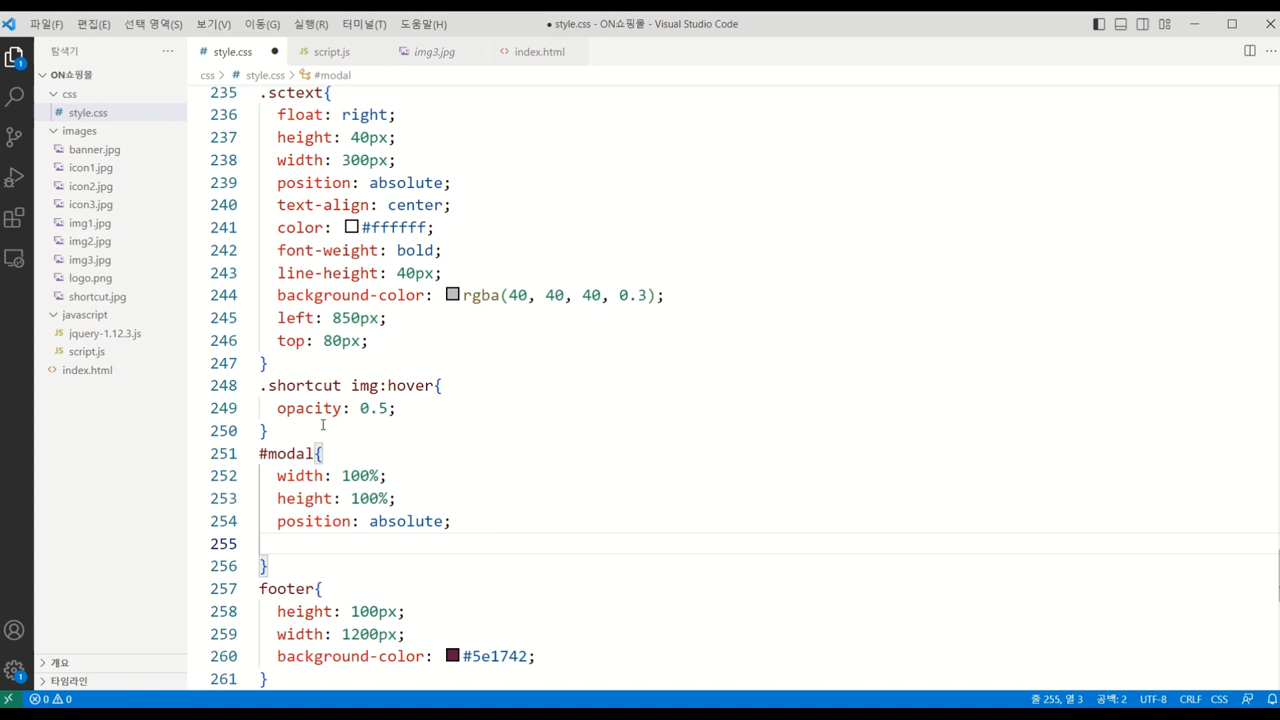 파일(F) 편집(E) 선택 영역(S) 보기(V) 이동(G) 실행(R) 터미널(T) 도움말(H)
● style.css - ON쇼핑몰 - Visual Studio Code
탐색기 ···
# style.css ●
JS script.js
img3.jpg
<> index.html
ON쇼핑몰
css > # style.css > #modal
css
# style.css
images
banner.jpg
icon1.jpg
icon2.jpg
icon3.jpg
img1.jpg
img2.jpg
img3.jpg
logo.png
shortcut.jpg
javascript
JS jquery-1.12.3.js
JS script.js
<> index.html
개요
타임라인
235 .sctext{
236 float: right;
237 height: 40px;
238 width: 300px;
239 position: absolute;
240 text-align: center;
241 color: #ffffff;
242 font-weight: bold;
243 line-height: 40px;
244 background-color: rgba(40, 40, 40, 0.3);
245 left: 850px;
246 top: 80px;
247 }
248 .shortcut img:hover{
249 opacity: 0.5;
250 }
251 #modal{
252 width: 100%;
253 height: 100%;
254 position: absolute;
255
256 }
257 footer{
258 height: 100px;
259 width: 1200px;
260 background-color: #5e1742;
261 }
1
1
0 0
줄 255, 열 3 공백: 2 UTF-8 CRLF CSS